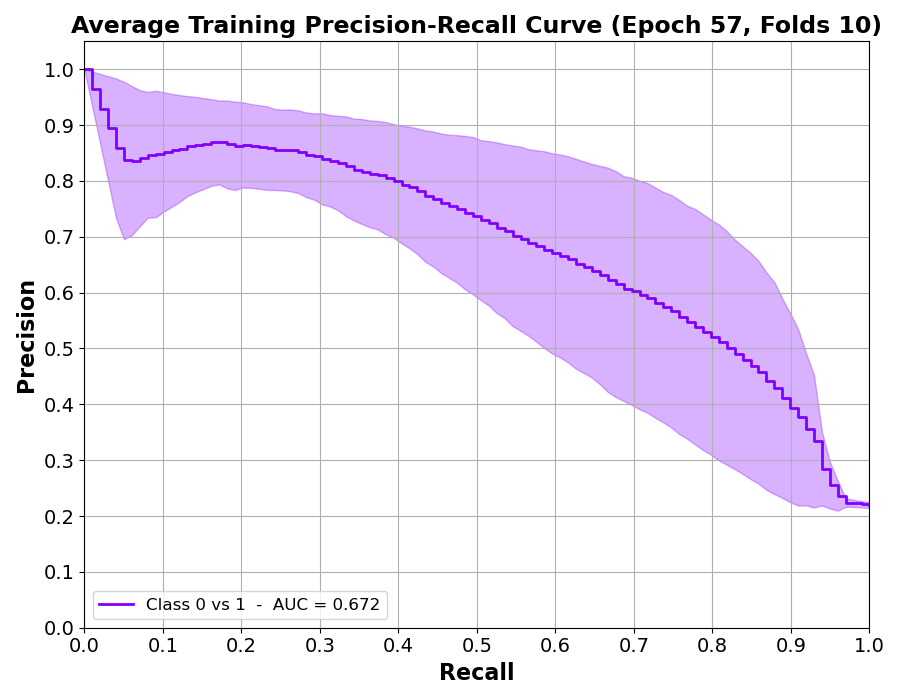 Average Training Precision-Recall Curve (Epoch 57, Folds 10)
1.0
0.9
0.8
0.7
0.6
0.5
0.4
0.3
0.2
0.1
0.0
Precision
Class 0 vs 1 - AUC = 0.672
0.0 0.1 0.2 0.3 0.4 0.5 0.6 0.7 0.8 0.9 1.0
Recall